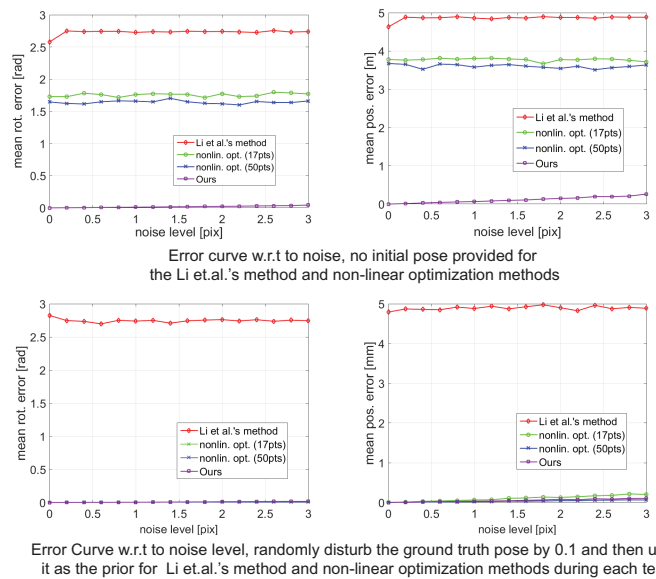 3
2.5
2
1.5
1
0.5
0
mean rot. error [rad]
Li et al.'s method
nonlin. opt. (17pts)
nonlin. opt. (50pts)
Ours
0 0.5 1 1.5 2 2.5 3
noise level [pix]
5
4
3
2
1
0
mean pos. error [m]
Li et al.'s method
nonlin. opt. (17pts)
nonlin. opt. (50pts)
Ours
0 0.5 1 1.5 2 2.5 3
noise level [pix]
Error curve w.r.t to noise, no initial pose provided for
the Li et.al.'s method and non-linear optimization methods
3
2.5
2
1.5
1
0.5
0
mean rot. error [rad]
Li et al.'s method
nonlin. opt. (17pts)
nonlin. opt. (50pts)
Ours
0 0.5 1 1.5 2 2.5 3
noise level [pix]
5
4
3
2
1
0
mean pos. error [mm]
Li et al.'s method
nonlin. opt. (17pts)
nonlin. opt. (50pts)
Ours
0 0.5 1 1.5 2 2.5 3
noise level [pix]
Error Curve w.r.t to noise level, randomly disturb the ground truth pose by 0.1 and then u
it as the prior for Li et.al.'s method and non-linear optimization methods during each te